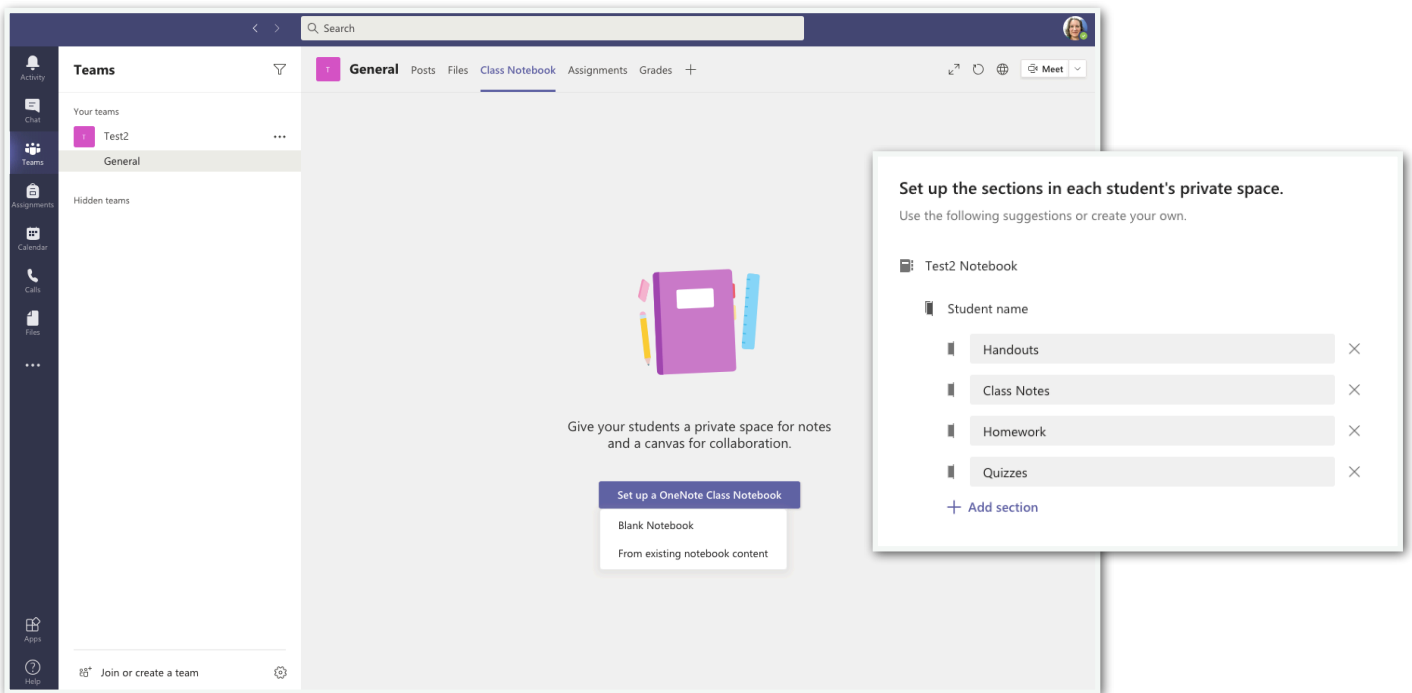 Search
Activity
Chat
Teams
Assignments
Calendar
Calls
Files
Apps
Help
Teams
Your teams
T Test2
General
Hidden teams
Join or create a team
T General Posts Files Class Notebook Assignments Grades
Meet
Give your students a private space for notes
and a canvas for collaboration.
Set up a OneNote Class Notebook
Blank Notebook
From existing notebook content
Set up the sections in each student's private space.
Use the following suggestions or create your own.
Test2 Notebook
Student name
Handouts
Class Notes
Homework
Quizzes
Add section